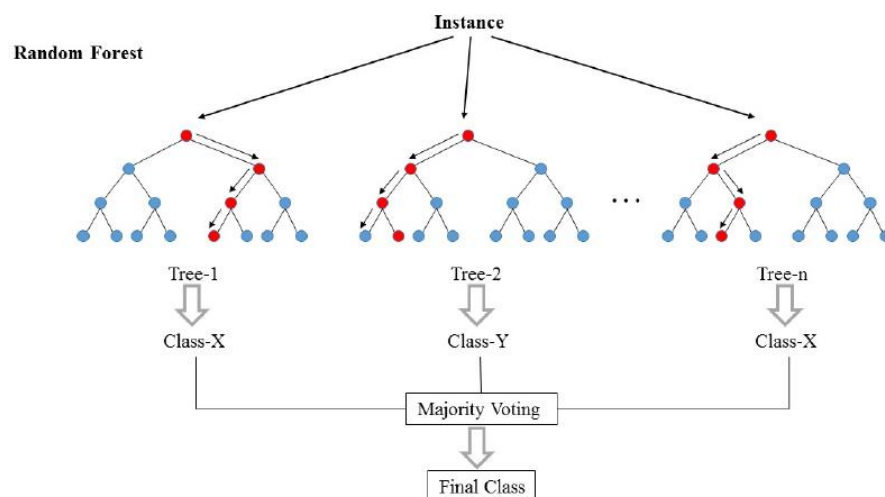 Instance
Random Forest
...
Tree-1 Tree-2 Tree-n
Class-X Class-Y Class-X
Majority Voting
Final Class